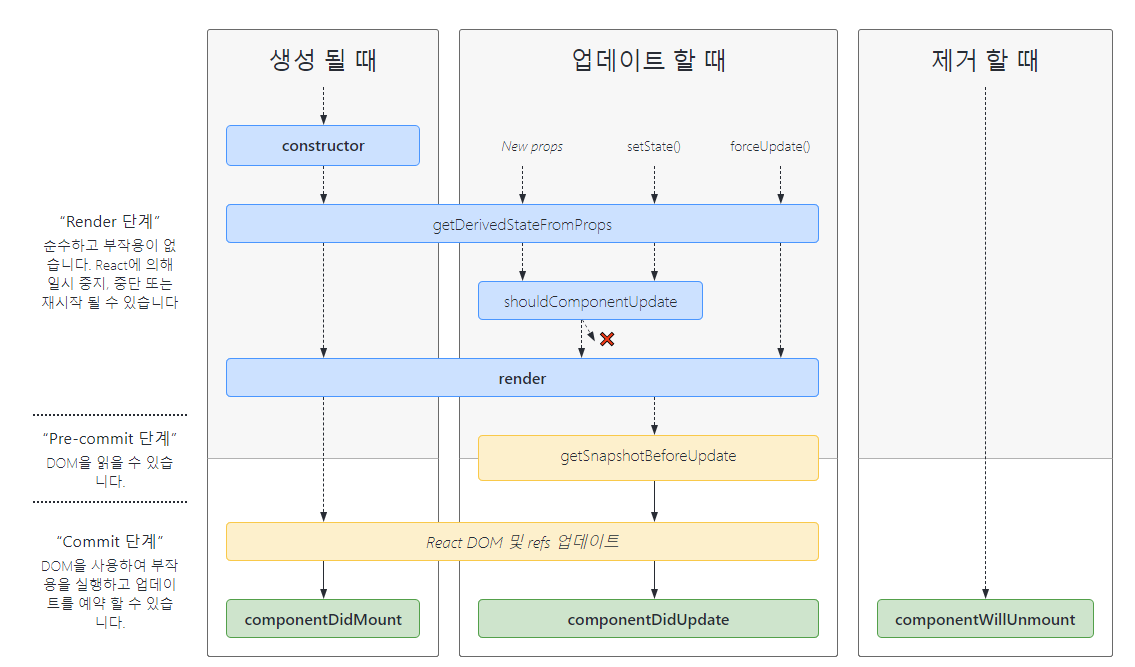 생성 될 때
업데이트 할 때
제거 할 때
constructor
New props
setState()
forceUpdate()
“Render 단계”
순수하고 부작용이 없
습니다. React에 의해
일시 중지, 중단 또는
재시작 될 수 있습니다
getDerivedStateFromProps
shouldComponentUpdate
render
“Pre-commit 단계”
DOM을 읽을 수 있습
니다.
getSnapshotBeforeUpdate
“Commit 단계”
DOM을 사용하여 부작
용을 실행하고 업데이
트를 예약 할 수 있습
니다.
React DOM 및 refs 업데이트
componentDidMount
componentDidUpdate
componentWillUnmount